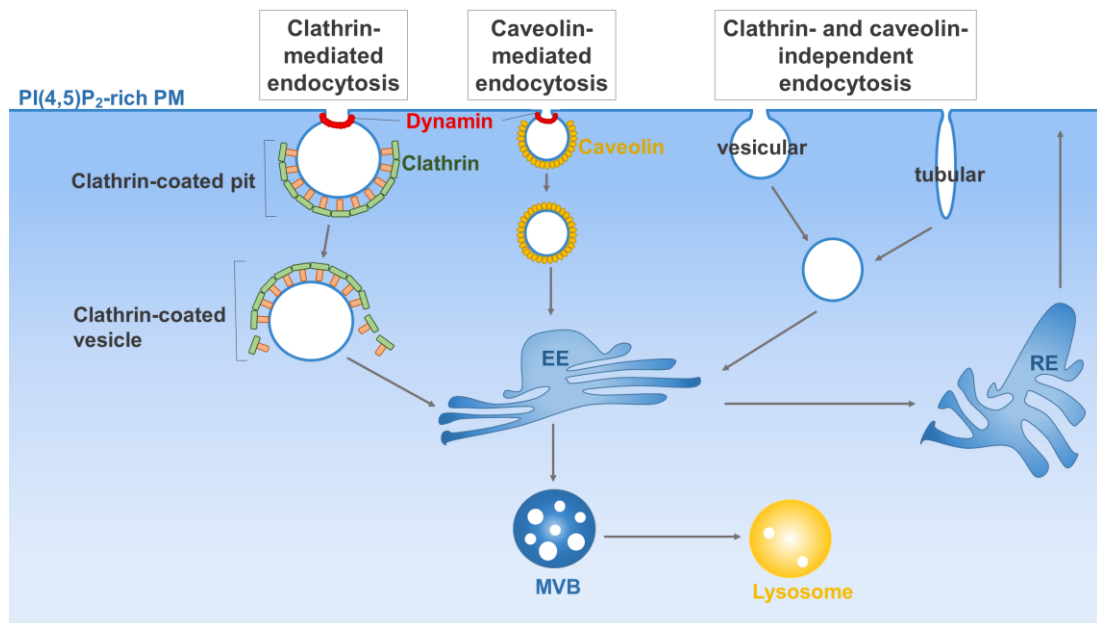 Clathrin-
mediated
endocytosis
Caveolin-
mediated
endocytosis
Clathrin- and caveolin-
independent
endocytosis
PI(4,5)P₂-rich PM
Dynamin
Clathrin
Caveolin
vesicular
tubular
Clathrin-coated pit
Clathrin-coated
vesicle
EE
RE
MVB
Lysosome